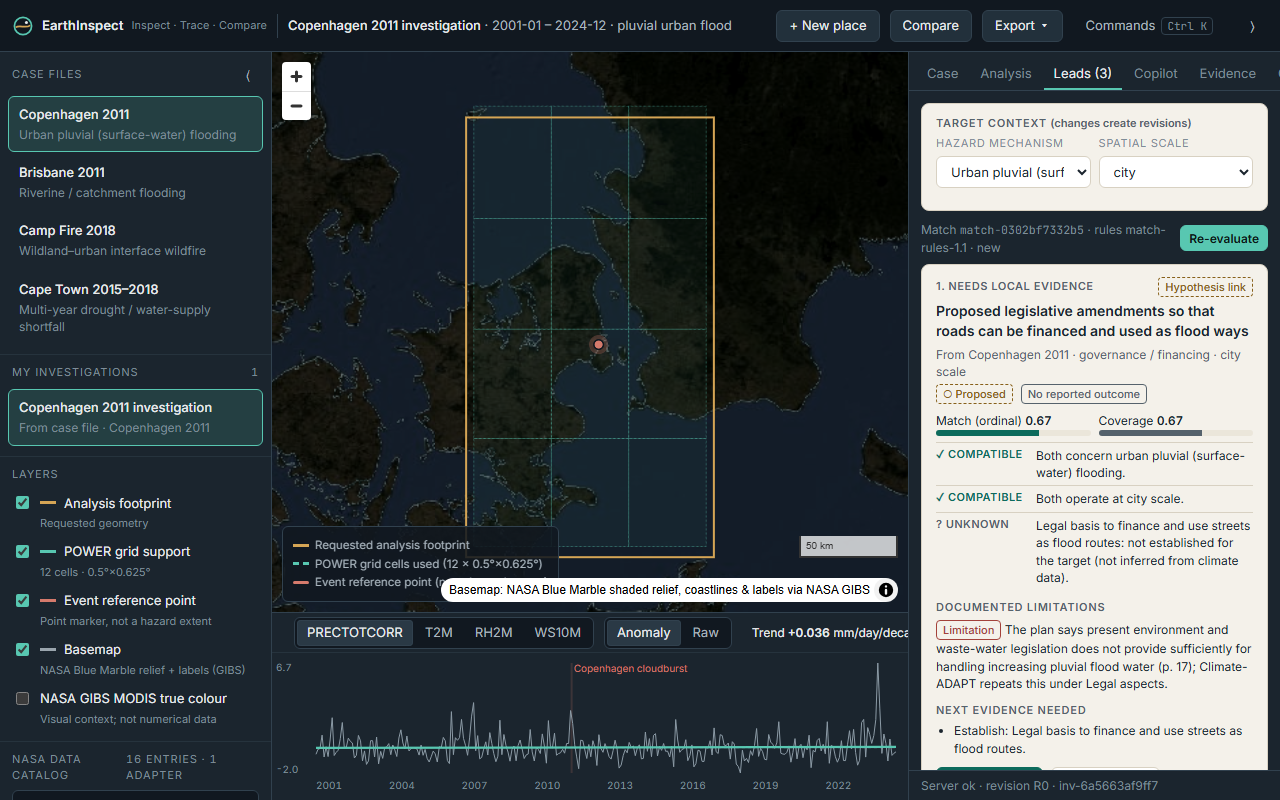 EarthInspect Inspect · Trace · Compare Copenhagen 2011 investigation · 2001-01 – 2024-12 · pluvial urban flood + New place Compare Export Commands Ctrl K
CASE FILES
Copenhagen 2011
Urban pluvial (surface-water) flooding
Brisbane 2011
Riverine / catchment flooding
Camp Fire 2018
Wildland–urban interface wildfire
Cape Town 2015–2018
Multi-year drought / water-supply
shortfall
MY INVESTIGATIONS 1
Copenhagen 2011 investigation
From case file · Copenhagen 2011
LAYERS
Analysis footprint
Requested geometry
POWER grid support
12 cells · 0.5°×0.625°
Event reference point
Point marker, not a hazard extent
Basemap
NASA Blue Marble relief + labels (GIBS)
NASA GIBS MODIS true colour
Visual context; not numerical data
NASA DATA
CATALOG
16 ENTRIES · 1
ADAPTER
+
−
Requested analysis footprint
POWER grid cells used (12 × 0.5°×0.625°)
Event reference point
50 km
Basemap: NASA Blue Marble shaded relief, coastlines & labels via NASA GIBS
PRECTOTCORR T2M RH2M WS10M Anomaly Raw Trend +0.036 mm/day/deca
6.7
Copenhagen cloudburst
-2.0
2001 2004 2007 2010 2013 2016 2019 2022
Case Analysis Leads (3) Copilot Evidence
TARGET CONTEXT (changes create revisions)
HAZARD MECHANISM SPATIAL SCALE
Urban pluvial (surf city
Match match-0302bf7332b5 · rules match-
rules-1.1 · new
Re-evaluate
1. NEEDS LOCAL EVIDENCE Hypothesis link
Proposed legislative amendments so that
roads can be financed and used as flood ways
From Copenhagen 2011 · governance / financing · city
scale
Proposed No reported outcome
Match (ordinal) 0.67 Coverage 0.67
✓ COMPATIBLE Both concern urban pluvial (surface-
water) flooding.
✓ COMPATIBLE Both operate at city scale.
? UNKNOWN Legal basis to finance and use streets
as flood routes: not established for
the target (not inferred from climate
data).
DOCUMENTED LIMITATIONS
Limitation The plan says present environment and
waste-water legislation does not provide sufficiently for
handling increasing pluvial flood water (p. 17); Climate-
ADAPT repeats this under Legal aspects.
NEXT EVIDENCE NEEDED
• Establish: Legal basis to finance and use streets as
flood routes.
Server ok · revision R0 · inv-6a5663af9ff7